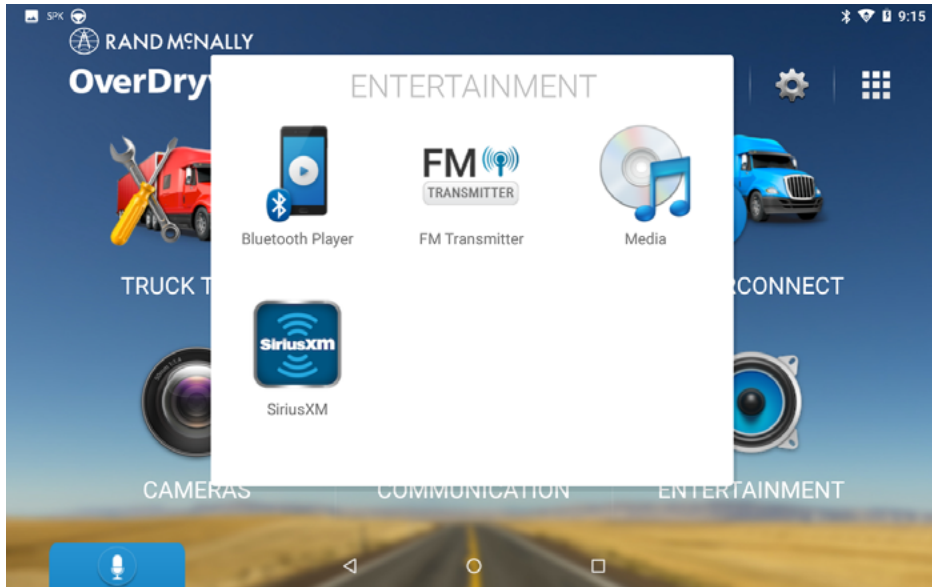 SPK 9:15
RAND MCNALLY
OverDry
ENTERTAINMENT
FM
TRANSMITTER
Bluetooth Player FM Transmitter Media
TRUCK T CONNECT
SiriusXM
SiriusXM
CAMERAS COMMUNICATION ENTERTAINMENT